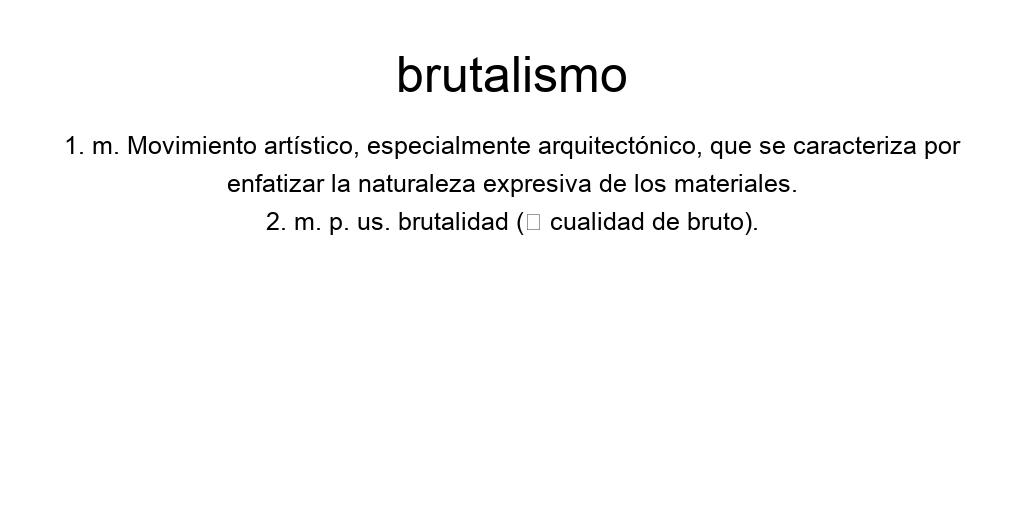 brutalismo
1. m. Movimiento artístico, especialmente arquitectónico, que se caracteriza por
enfatizar la naturaleza expresiva de los materiales.
2. m. p. us. brutalidad (□ cualidad de bruto).